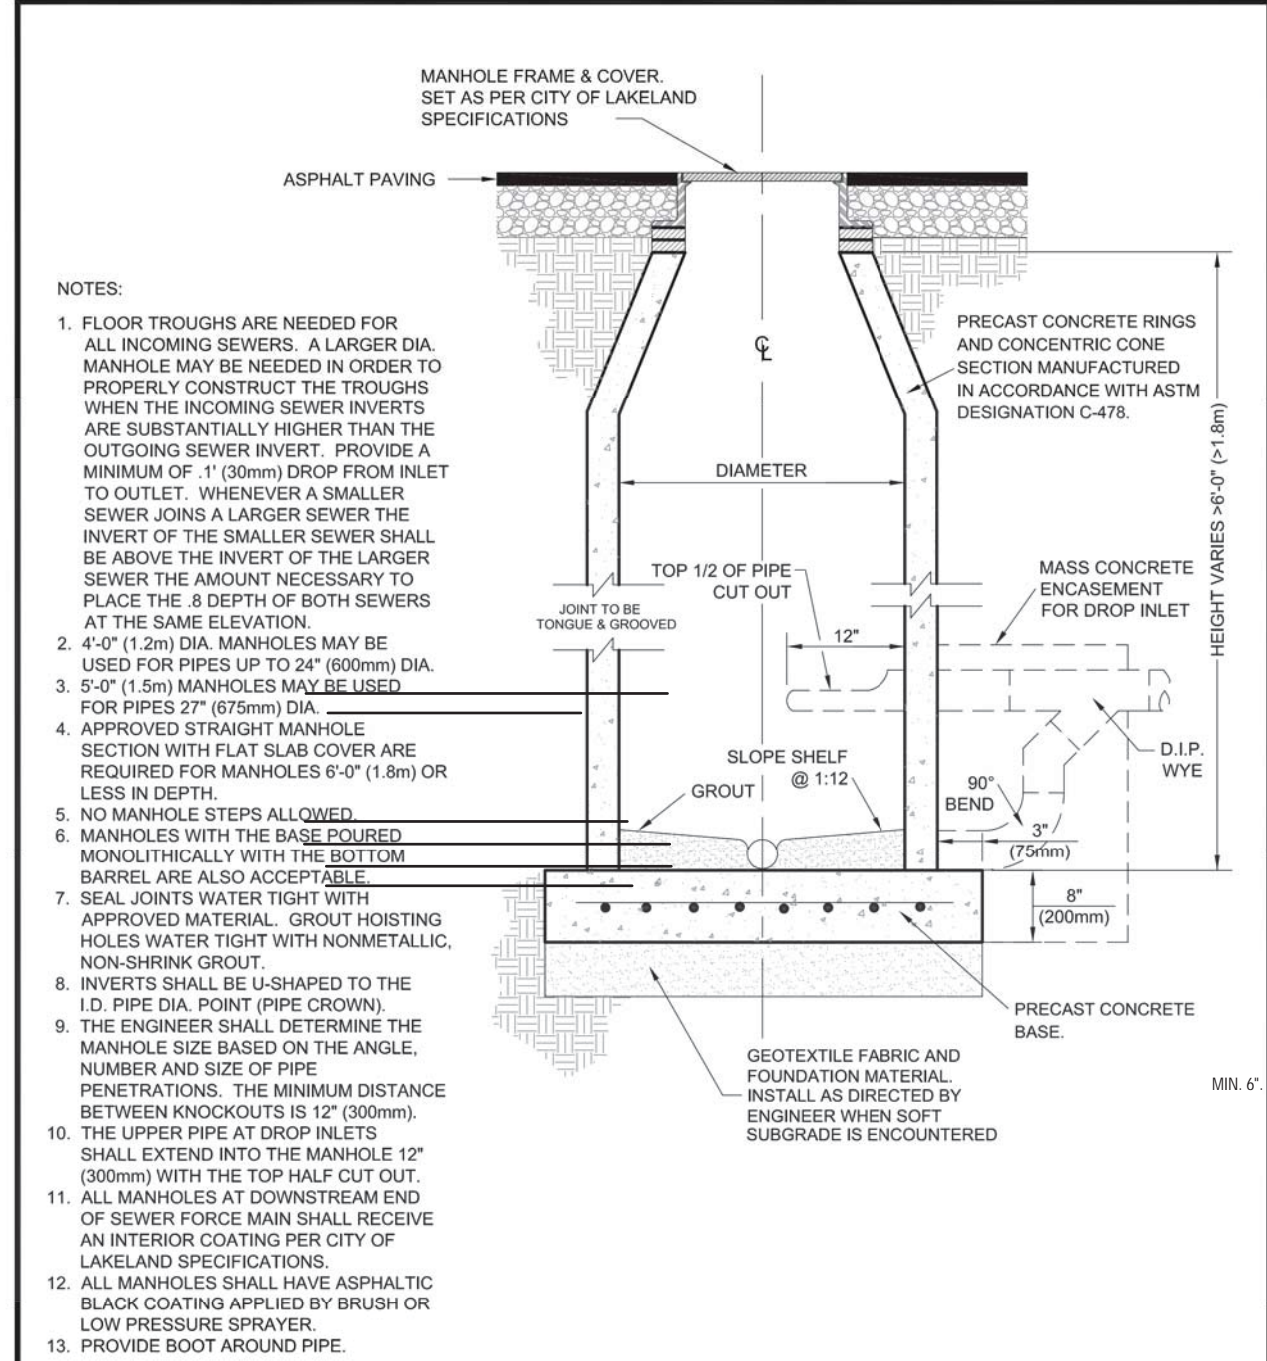 MANHOLE FRAME & COVER.
SET AS PER CITY OF LAKELAND
SPECIFICATIONS
ASPHALT PAVING
NOTES:
1. FLOOR TROUGHS ARE NEEDED FOR
ALL INCOMING SEWERS. A LARGER DIA.
MANHOLE MAY BE NEEDED IN ORDER TO
PROPERLY CONSTRUCT THE TROUGHS
WHEN THE INCOMING SEWER INVERTS
ARE SUBSTANTIALLY HIGHER THAN THE
OUTGOING SEWER INVERT. PROVIDE A
MINIMUM OF .1' (30mm) DROP FROM INLET
TO OUTLET. WHENEVER A SMALLER
SEWER JOINS A LARGER SEWER THE
INVERT OF THE SMALLER SEWER SHALL
BE ABOVE THE INVERT OF THE LARGER
SEWER THE AMOUNT NECESSARY TO
PLACE THE .8 DEPTH OF BOTH SEWERS
AT THE SAME ELEVATION.
2. 4'-0" (1.2m) DIA. MANHOLES MAY BE
USED FOR PIPES UP TO 24" (600mm) DIA.
3. 5'-0" (1.5m) MANHOLES MAY BE USED
FOR PIPES 27" (675mm) DIA.
4. APPROVED STRAIGHT MANHOLE
SECTION WITH FLAT SLAB COVER ARE
REQUIRED FOR MANHOLES 6'-0" (1.8m) OR
LESS IN DEPTH.
5. NO MANHOLE STEPS ALLOWED.
6. MANHOLES WITH THE BASE POURED
MONOLITHICALLY WITH THE BOTTOM
BARREL ARE ALSO ACCEPTABLE.
7. SEAL JOINTS WATER TIGHT WITH
APPROVED MATERIAL. GROUT HOISTING
HOLES WATER TIGHT WITH NONMETALLIC,
NON-SHRINK GROUT.
8. INVERTS SHALL BE U-SHAPED TO THE
I.D. PIPE DIA. POINT (PIPE CROWN).
9. THE ENGINEER SHALL DETERMINE THE
MANHOLE SIZE BASED ON THE ANGLE,
NUMBER AND SIZE OF PIPE
PENETRATIONS. THE MINIMUM DISTANCE
BETWEEN KNOCKOUTS IS 12" (300mm).
10. THE UPPER PIPE AT DROP INLETS
SHALL EXTEND INTO THE MANHOLE 12"
(300mm) WITH THE TOP HALF CUT OUT.
11. ALL MANHOLES AT DOWNSTREAM END
OF SEWER FORCE MAIN SHALL RECEIVE
AN INTERIOR COATING PER CITY OF
LAKELAND SPECIFICATIONS.
12. ALL MANHOLES SHALL HAVE ASPHALTIC
BLACK COATING APPLIED BY BRUSH OR
LOW PRESSURE SPRAYER.
13. PROVIDE BOOT AROUND PIPE.
℄
PRECAST CONCRETE RINGS
AND CONCENTRIC CONE
SECTION MANUFACTURED
IN ACCORDANCE WITH ASTM
DESIGNATION C-478.
DIAMETER
HEIGHT VARIES >6'-0" (>1.8m)
TOP 1/2 OF PIPE
CUT OUT
MASS CONCRETE
ENCASEMENT
FOR DROP INLET
JOINT TO BE
TONGUE & GROOVED
12"
SLOPE SHELF
@ 1:12
GROUT
D.I.P.
WYE
90°
BEND
3"
(75mm)
8"
(200mm)
PRECAST CONCRETE
BASE.
GEOTEXTILE FABRIC AND
FOUNDATION MATERIAL.
INSTALL AS DIRECTED BY
ENGINEER WHEN SOFT
SUBGRADE IS ENCOUNTERED
MIN. 6".